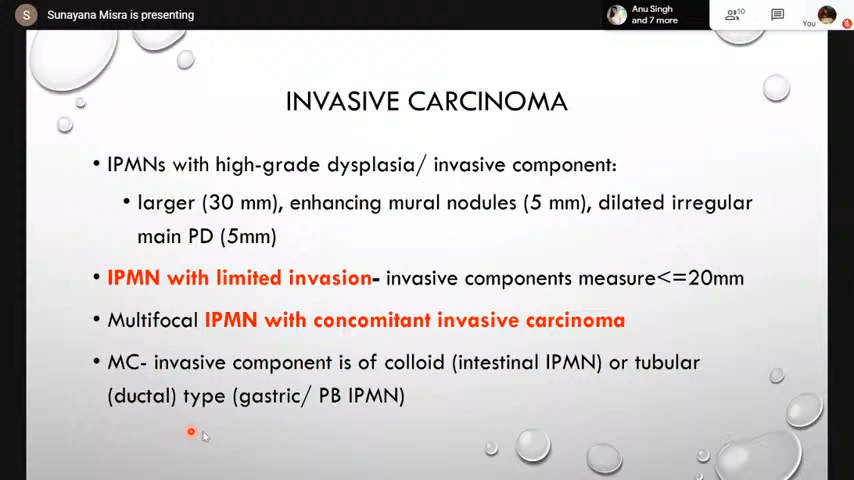 S Sunayana Misra is presenting
Anu Singh
and 7 more
10
You
INVASIVE CARCINOMA
• IPMNs with high-grade dysplasia/ invasive component:
• larger (30 mm), enhancing mural nodules (5 mm), dilated irregular
main PD (5mm)
• IPMN with limited invasion- invasive components measure<=20mm
• Multifocal IPMN with concomitant invasive carcinoma
• MC- invasive component is of colloid (intestinal IPMN) or tubular
(ductal) type (gastric/ PB IPMN)